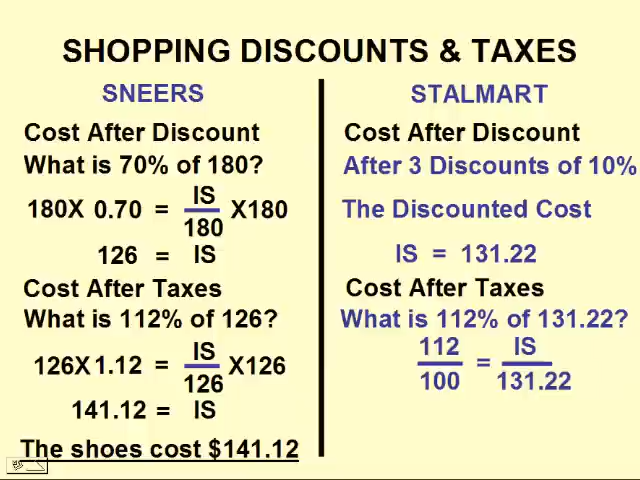 SHOPPING DISCOUNTS & TAXES
SNEERS
Cost After Discount
What is 70% of 180?
180X 0.70 = IS/180 X180
126 = IS
Cost After Taxes
What is 112% of 126?
126X 1.12 = IS/126 X126
141.12 = IS
The shoes cost $141.12
STALMART
Cost After Discount
After 3 Discounts of 10%
The Discounted Cost
IS = 131.22
Cost After Taxes
What is 112% of 131.22?
112/100 = IS/131.22